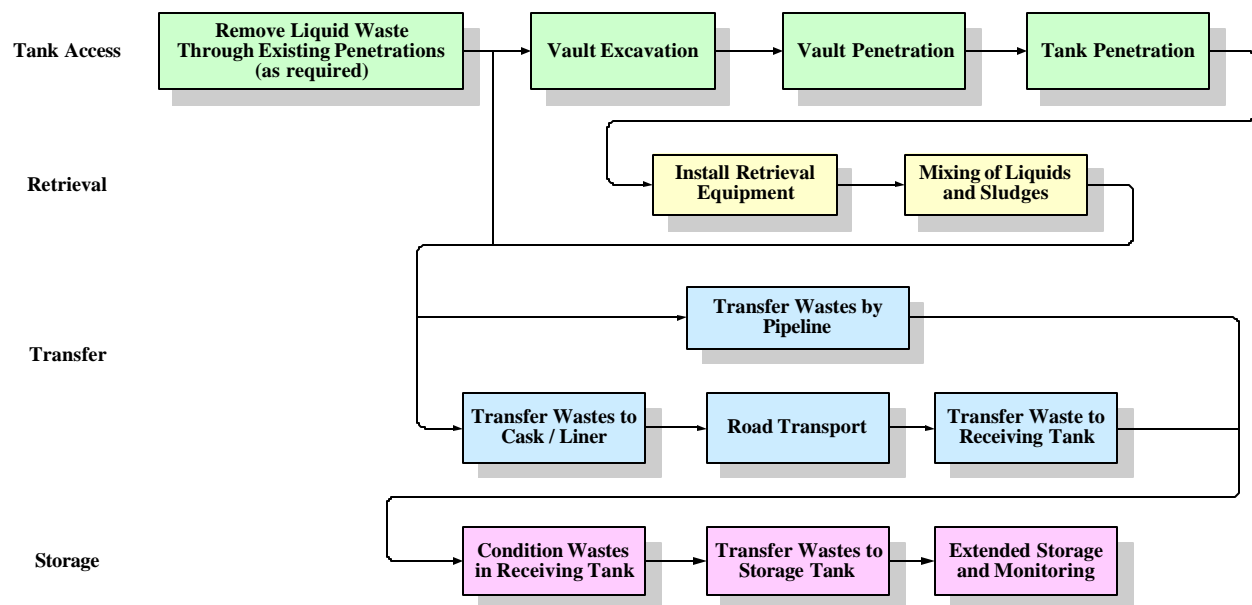 Tank Access
Remove Liquid Waste
Through Existing Penetrations
(as required)
Vault Excavation
Vault Penetration
Tank Penetration
Retrieval
Install Retrieval
Equipment
Mixing of Liquids
and Sludges
Transfer
Transfer Wastes by
Pipeline
Transfer Wastes to
Cask / Liner
Road Transport
Transfer Waste to
Receiving Tank
Storage
Condition Wastes
in Receiving Tank
Transfer Wastes to
Storage Tank
Extended Storage
and Monitoring